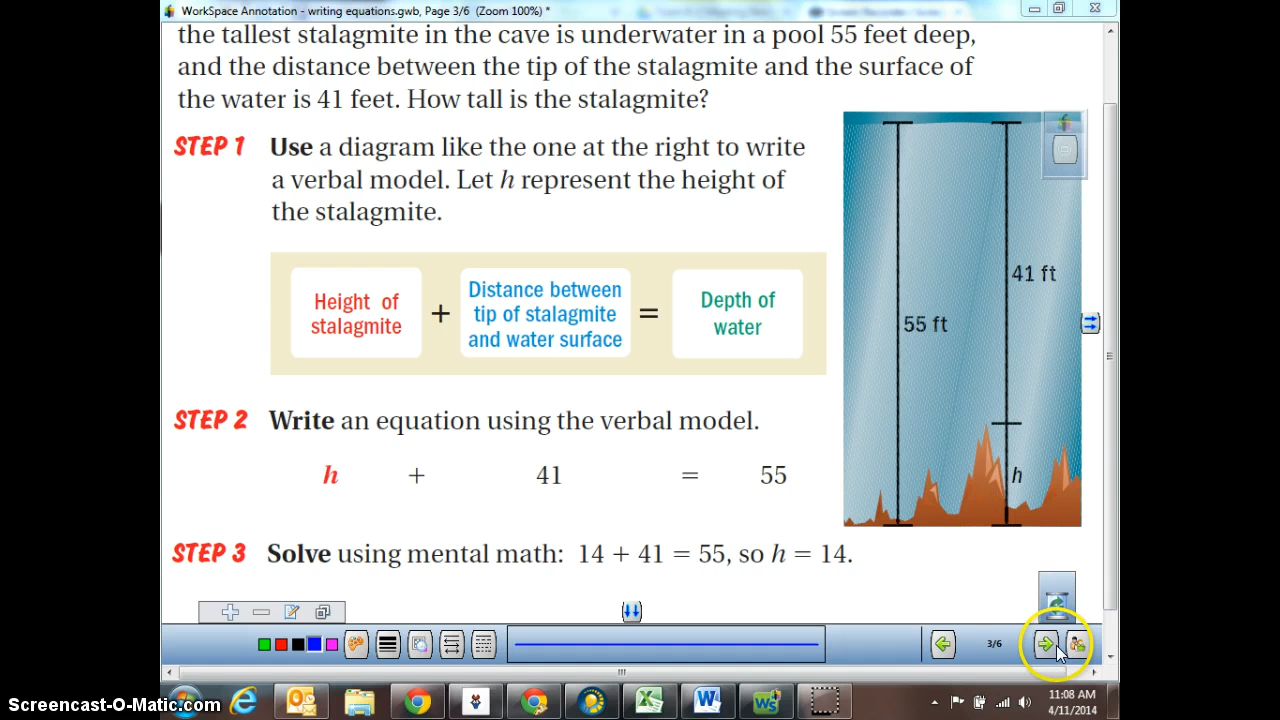 WorkSpace Annotation - writing equations.gwb, Page 3/6 (Zoom 100%) *
the tallest stalagmite in the cave is underwater in a pool 55 feet deep,
and the distance between the tip of the stalagmite and the surface of
the water is 41 feet. How tall is the stalagmite?
STEP 1 Use a diagram like the one at the right to write
a verbal model. Let h represent the height of
the stalagmite.
Height of
stalagmite
+
Distance between
tip of stalagmite
and water surface
=
Depth of
water
55 ft
41 ft
h
STEP 2 Write an equation using the verbal model.
h + 41 = 55
STEP 3 Solve using mental math: 14 + 41 = 55, so h = 14.
3/6
Screencast-O-Matic.com
11:08 AM
4/11/2014